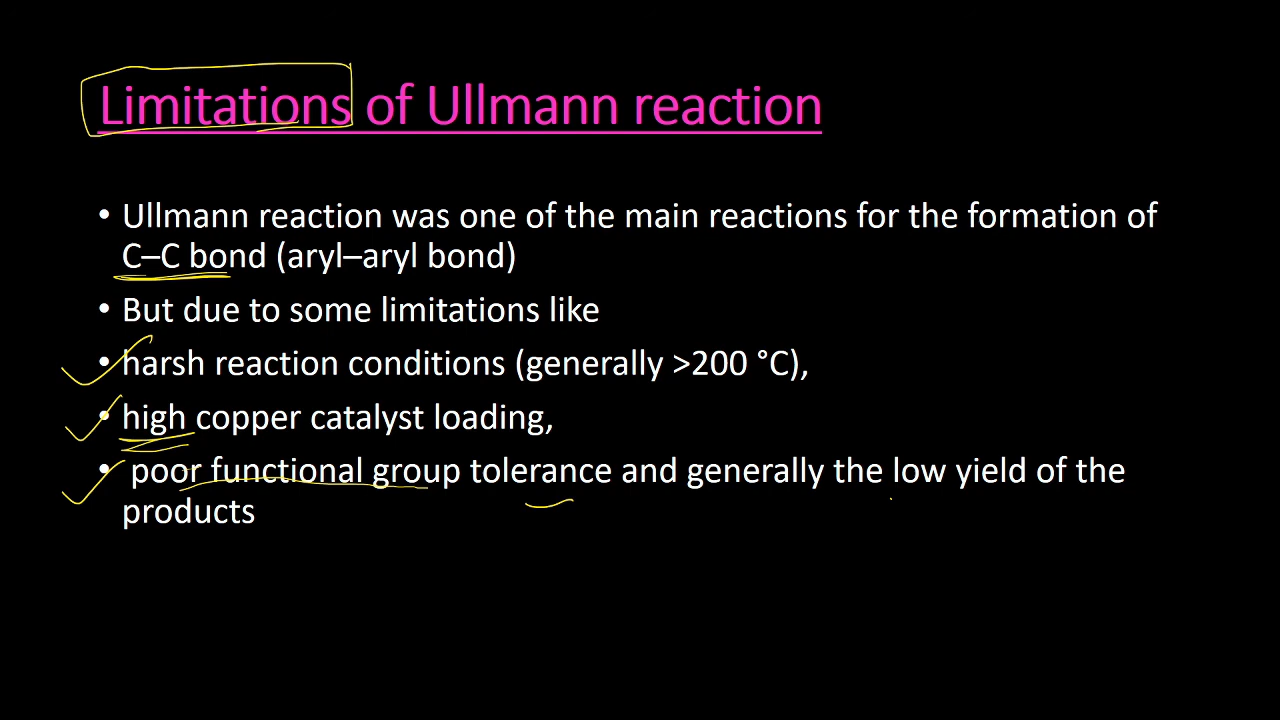 Limitations of Ullmann reaction
• Ullmann reaction was one of the main reactions for the formation of
C–C bond (aryl–aryl bond)
• But due to some limitations like
• harsh reaction conditions (generally >200 °C),
• high copper catalyst loading,
• poor functional group tolerance and generally the low yield of the
products